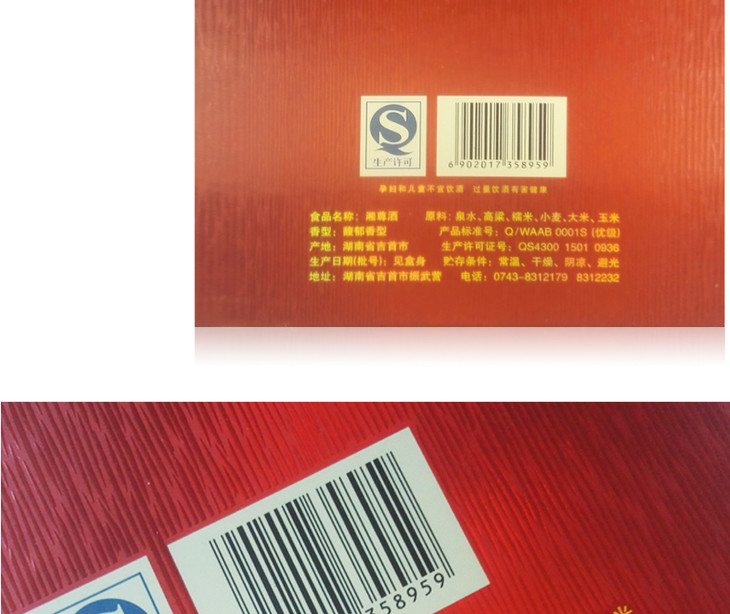 生产许可
6 902017 358959
孕妇和儿童不宜饮酒 过量饮酒有害健康
食品名称：湘尊酒 原料：泉水、高粱、糯米、小麦、大米、玉米
香型：馥郁香型 产品标准号：Q/WAAB 0001S (优级)
产地：湖南省吉首市 生产许可证号：QS4300 1501 0936
生产日期(批号)：见盒身 贮存条件：常温、干燥、阴凉、避光
地址：湖南省吉首市振武营 电话：0743-8312179 8312232
358959